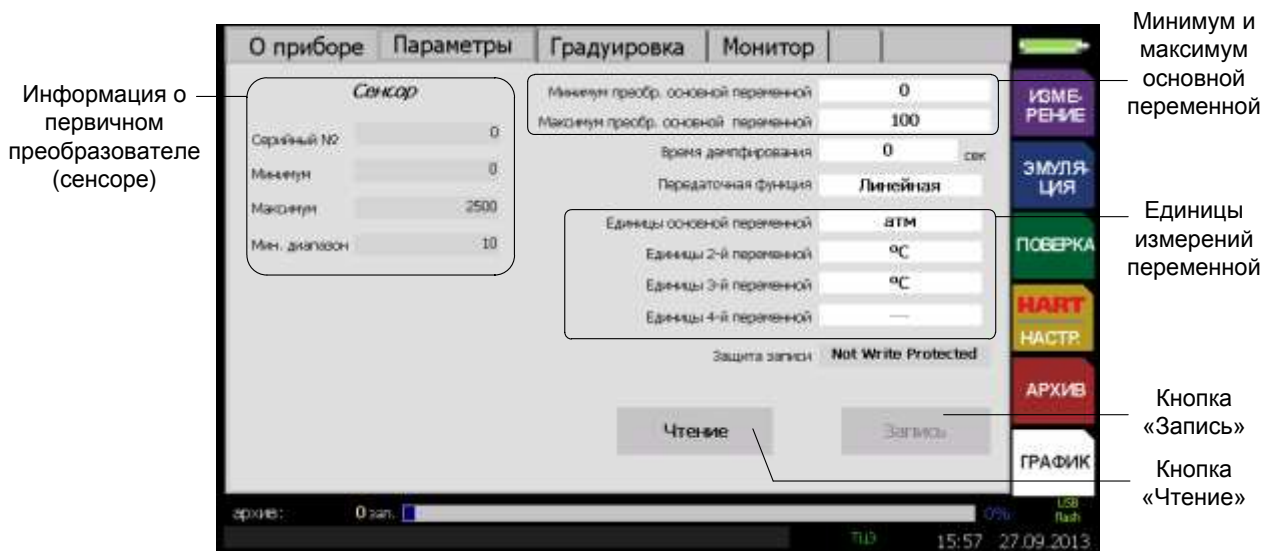 Информация о
первичном
преобразователе
(сенсоре)
О приборе Параметры Градуировка Монитор
Сенсор
Серийный № 0
Минимум 0
Максимум 2500
Мин. диапазон 10
Минимум преобр. основной переменной 0
Максимум преобр. основной переменной 100
Время демпфирования 0 сек
Передаточная функция Линейная
Единицы основной переменной атм
Единицы 2-й переменной ºC
Единицы 3-й переменной ºC
Единицы 4-й переменной ---
Защита записи Not Write Protected
Чтение Запись
ИЗМЕ-
РЕНИЕ
ЭМУЛЯ-
ЦИЯ
ПОВЕРКА
HART
НАСТР.
АРХИВ
ГРАФИК
архив: 0 зап. 0% USB
flash
ТЦЭ 15:57 27.09.2013
Минимум и
максимум
основной
переменной
Единицы
измерений
переменной
Кнопка
«Запись»
Кнопка
«Чтение»